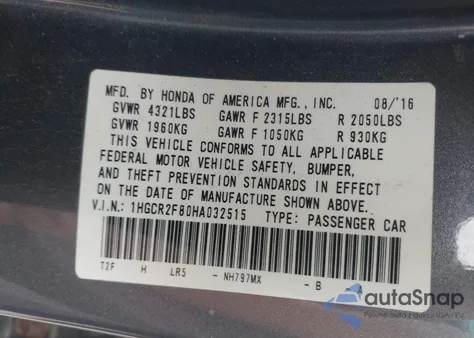 MFD. BY HONDA OF AMERICA MFG., INC. 08/'16
GVWR 4321LBS GAWR F 2315LBS R 2050LBS
GVWR 1960KG GAWR F 1050KG R 930KG
THIS VEHICLE CONFORMS TO ALL APPLICABLE
FEDERAL MOTOR VEHICLE SAFETY, BUMPER,
AND THEFT PREVENTION STANDARDS IN EFFECT
ON THE DATE OF MANUFACTURE SHOWN ABOVE.
V.I.N.: 1HGCR2F80HA032515 TYPE: PASSENGER CAR
T2F H LR5 - NH797MX - B
autoSnap